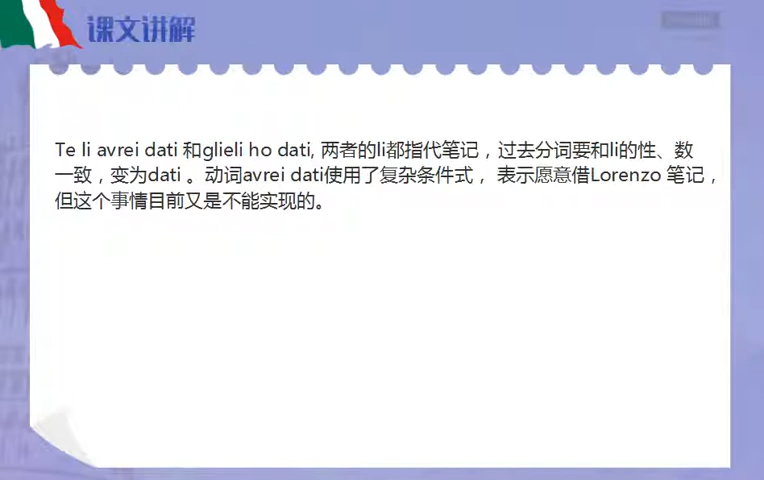 课文讲解
Te li avrei dati 和glieli ho dati, 两者的li都指代笔记，过去分词要和li的性、数
一致，变为dati 。动词avrei dati使用了复杂条件式， 表示愿意借Lorenzo 笔记，
但这个事情目前又是不能实现的。